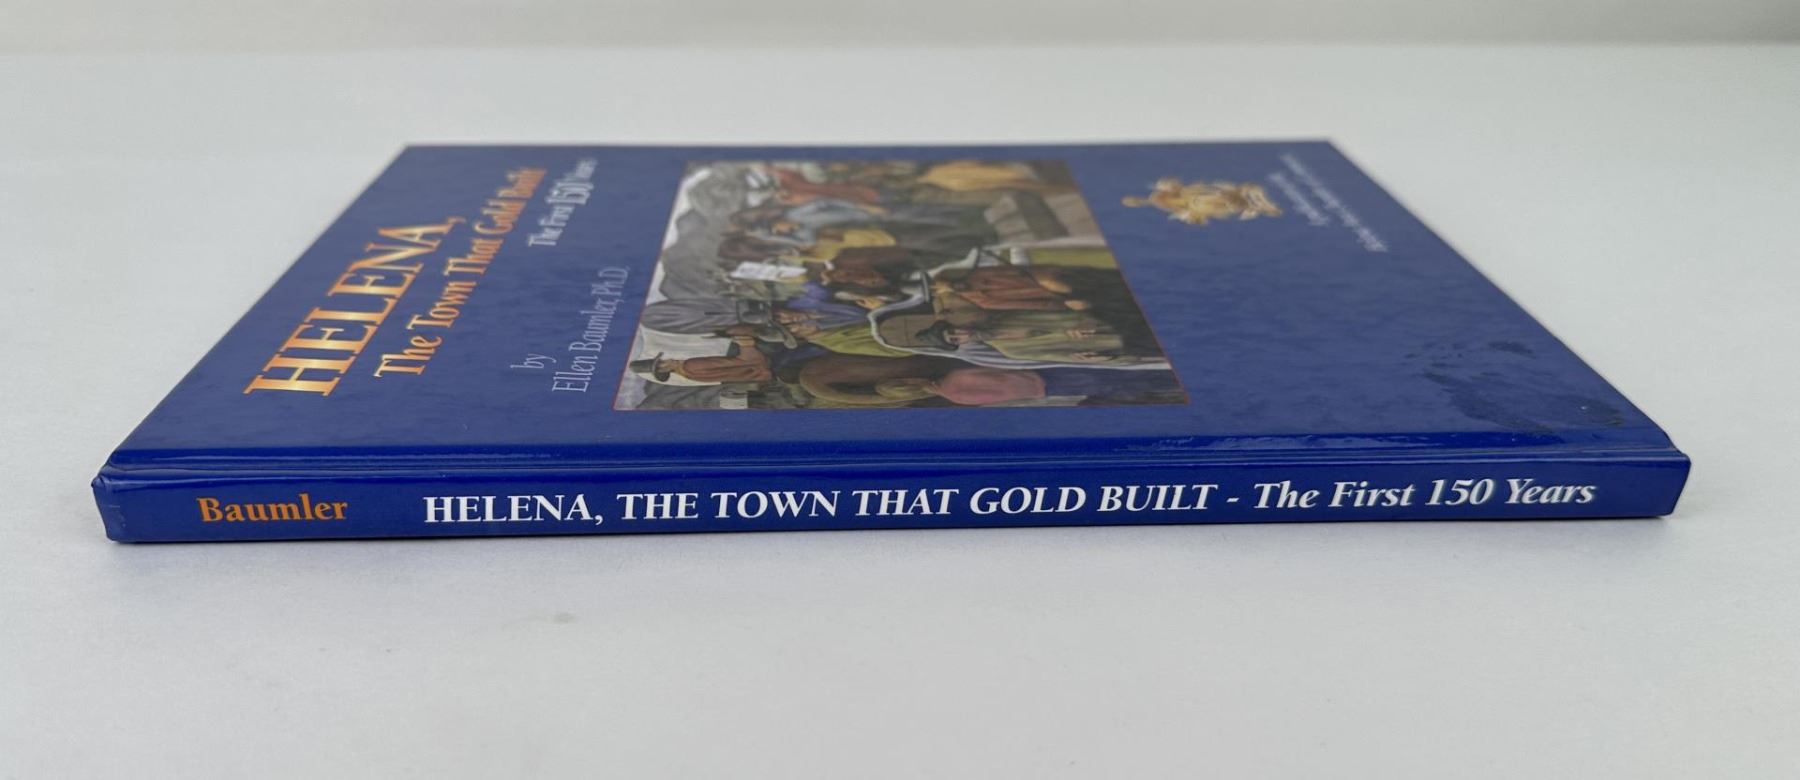 HELENA,
The Town That Gold Built
The First 150 Years
by
Ellen Baumler, Ph.D.
Baumler HELENA, THE TOWN THAT GOLD BUILT - The First 150 Years